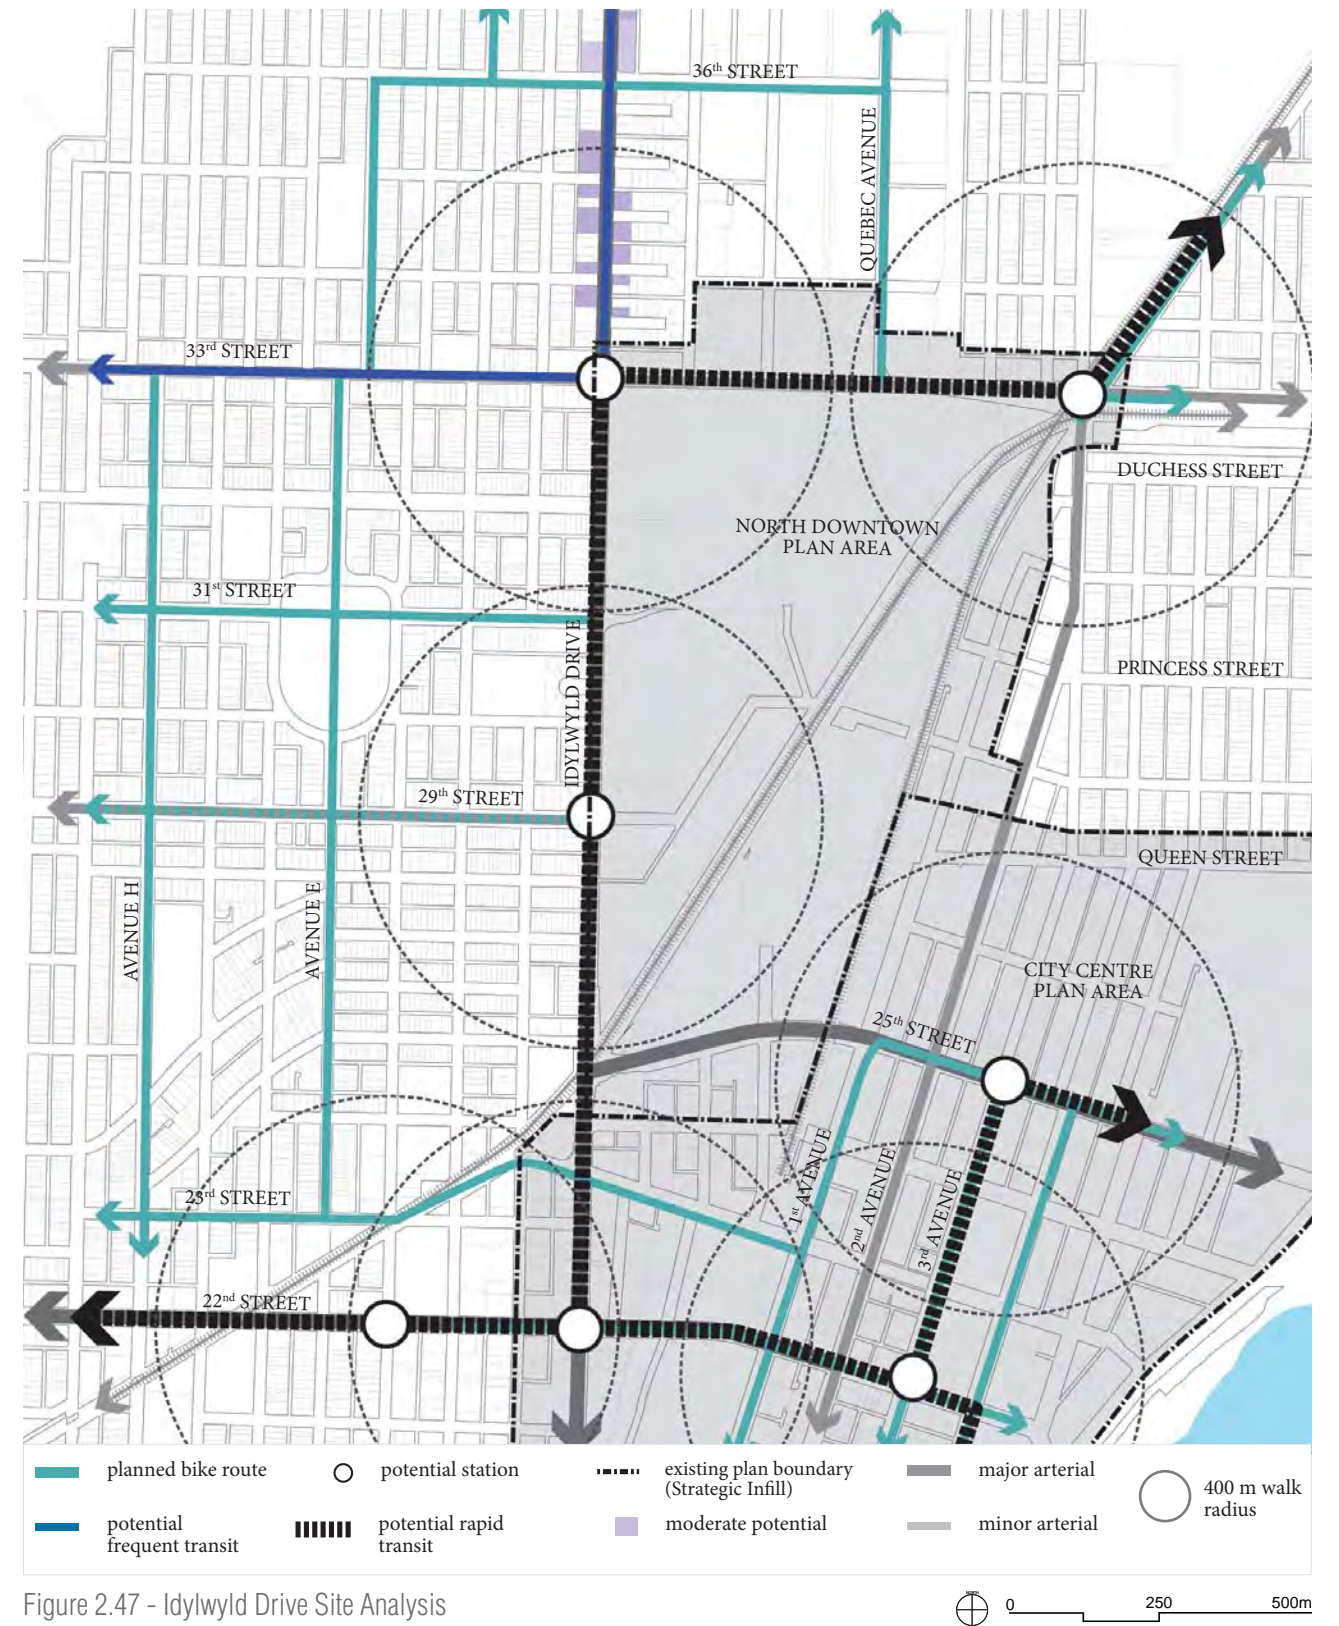 36th STREET
QUEBEC AVENUE
33rd STREET
DUCHESS STREET
NORTH DOWNTOWN
PLAN AREA
31st STREET
IDYLWYLD DRIVE
PRINCESS STREET
29th STREET
QUEEN STREET
AVENUE H
AVENUE E
CITY CENTRE
PLAN AREA
25th STREET
1st AVENUE
2nd AVENUE
3rd AVENUE
23rd STREET
22nd STREET
planned bike route
potential station
existing plan boundary
(Strategic Infill)
major arterial
400 m walk
radius
potential
frequent transit
potential rapid
transit
moderate potential
minor arterial
Figure 2.47 - Idylwyld Drive Site Analysis
NORTH
0 250 500m